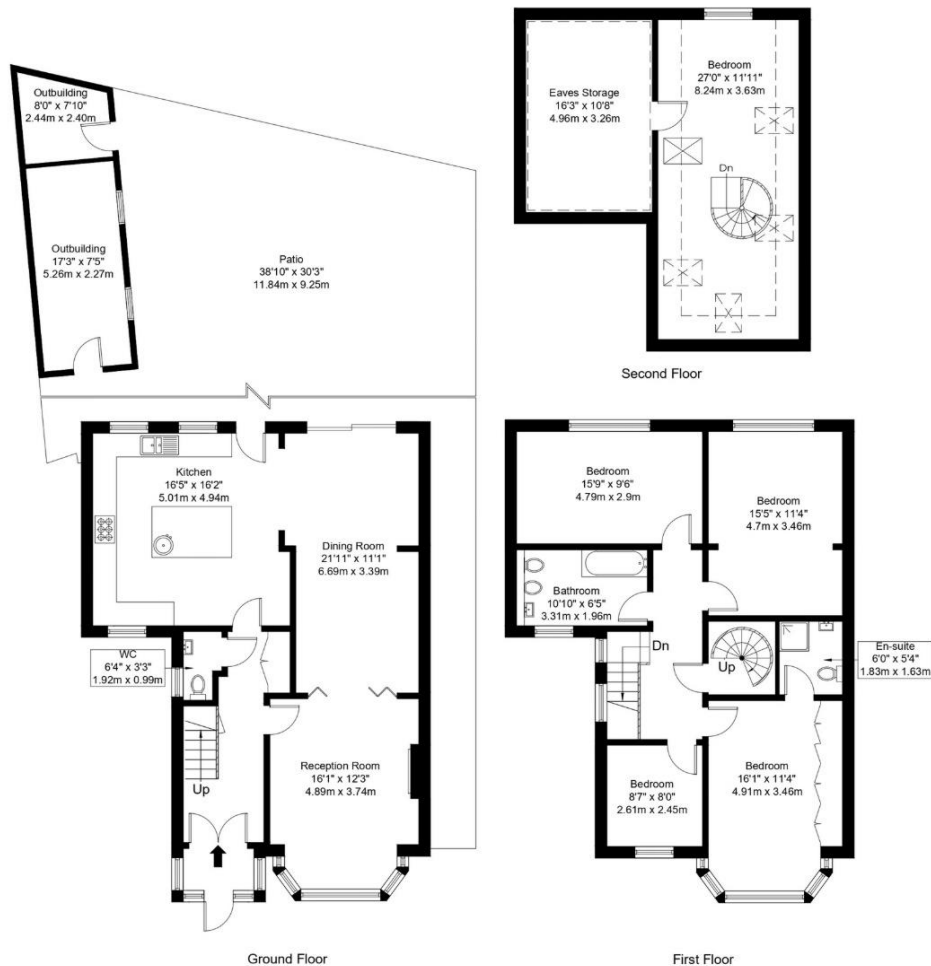 Outbuilding
8'0" x 7'10"
2.44m x 2.40m
Outbuilding
17'3" x 7'5"
5.26m x 2.27m
Patio
38'10" x 30'3"
11.84m x 9.25m
Eaves Storage
16'3" x 10'8"
4.96m x 3.26m
Bedroom
27'0" x 11'11"
8.24m x 3.63m
Dn
Second Floor
Kitchen
16'5" x 16'2"
5.01m x 4.94m
Dining Room
21'11" x 11'1"
6.69m x 3.39m
WC
6'4" x 3'3"
1.92m x 0.99m
Up
Reception Room
16'1" x 12'3"
4.89m x 3.74m
Ground Floor
Bedroom
15'9" x 9'6"
4.79m x 2.9m
Bedroom
15'5" x 11'4"
4.7m x 3.46m
Bathroom
10'10" x 6'5"
3.31m x 1.96m
Dn
Up
En-suite
6'0" x 5'4"
1.83m x 1.63m
Bedroom
8'7" x 8'0"
2.61m x 2.45m
Bedroom
16'1" x 11'4"
4.91m x 3.46m
First Floor